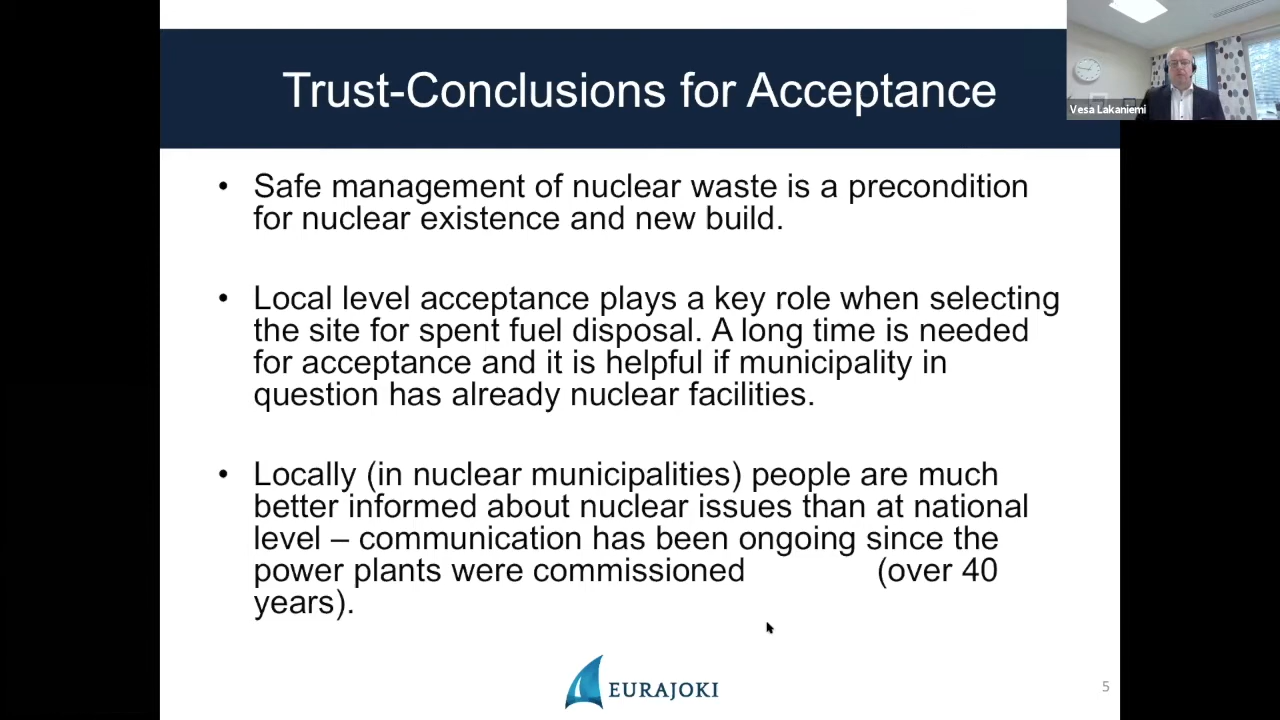 Trust-Conclusions for Acceptance
Vesa Lakaniemi
• Safe management of nuclear waste is a precondition
for nuclear existence and new build.
• Local level acceptance plays a key role when selecting
the site for spent fuel disposal. A long time is needed
for acceptance and it is helpful if municipality in
question has already nuclear facilities.
• Locally (in nuclear municipalities) people are much
better informed about nuclear issues than at national
level – communication has been ongoing since the
power plants were commissioned (over 40
years).
EURAJOKI
5